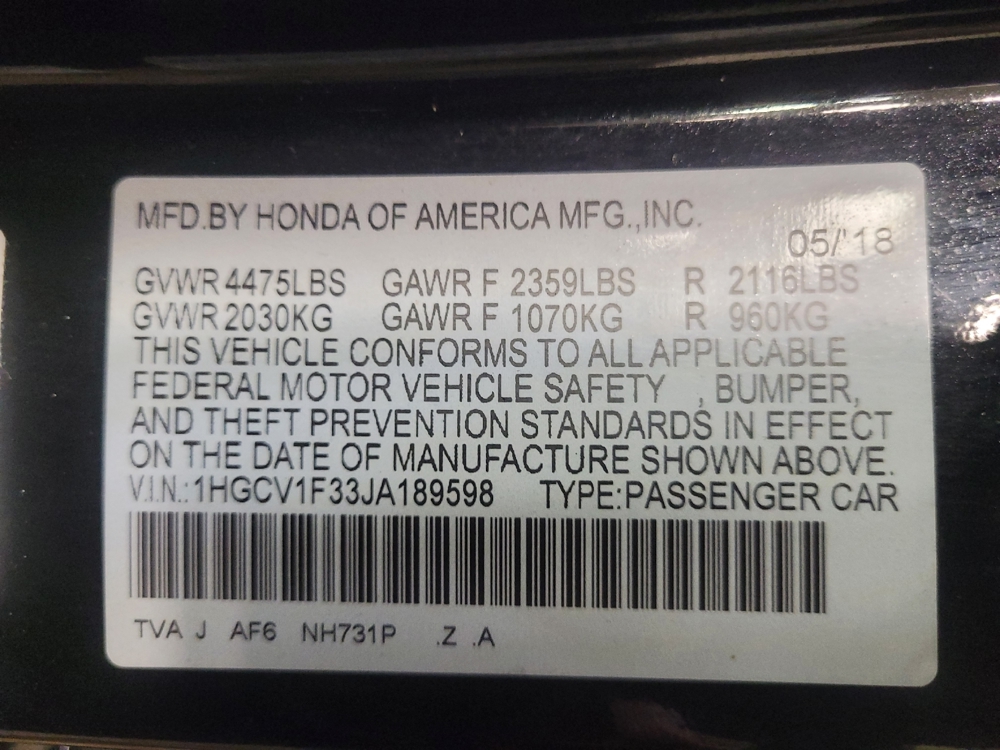 MFD.BY HONDA OF AMERICA MFG.,INC.
05/'18
GVWR 4475LBS GAWR F 2359LBS R 2116LBS
GVWR 2030KG GAWR F 1070KG R 960KG
THIS VEHICLE CONFORMS TO ALL APPLICABLE
FEDERAL MOTOR VEHICLE SAFETY , BUMPER,
AND THEFT PREVENTION STANDARDS IN EFFECT
ON THE DATE OF MANUFACTURE SHOWN ABOVE.
V.I.N.:1HGCV1F33JA189598 TYPE:PASSENGER CAR
TVA J AF6 NH731P .Z .A